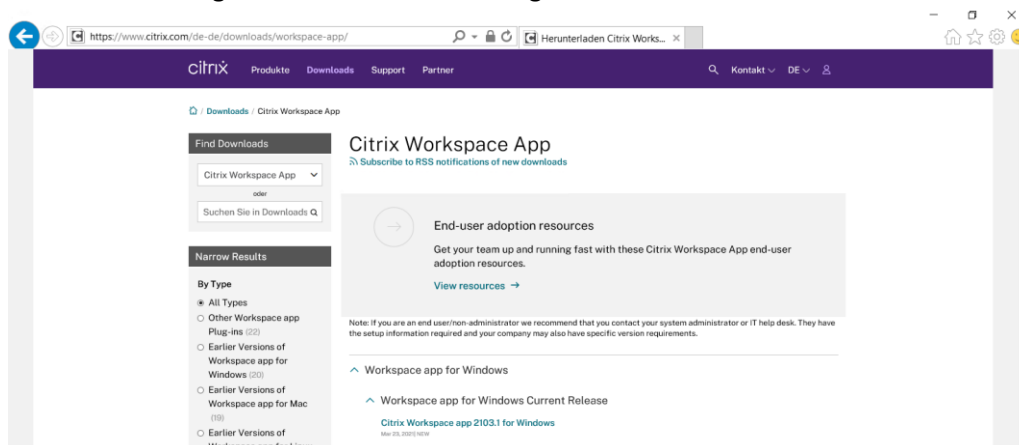 https://www.citrix.com/de-de/downloads/workspace-app/
Herunterladen Citrix Works...
citrix Produkte Downloads Support Partner Kontakt DE
/ Downloads / Citrix Workspace App
Find Downloads
Citrix Workspace App
oder
Suchen Sie in Downloads
Narrow Results
By Type
All Types
Other Workspace app
Plug-ins (22)
Earlier Versions of
Workspace app for
Windows (20)
Earlier Versions of
Workspace app for Mac
(19)
Earlier Versions of
Citrix Workspace App
Subscribe to RSS notifications of new downloads
End-user adoption resources
Get your team up and running fast with these Citrix Workspace App end-user
adoption resources.
View resources →
Note: If you are an end user/non-administrator we recommend that you contact your system administrator or IT help desk. They have
the setup information required and your company may also have specific version requirements.
Workspace app for Windows
Workspace app for Windows Current Release
Citrix Workspace app 2103.1 for Windows
Mar 23, 2021 | NEW